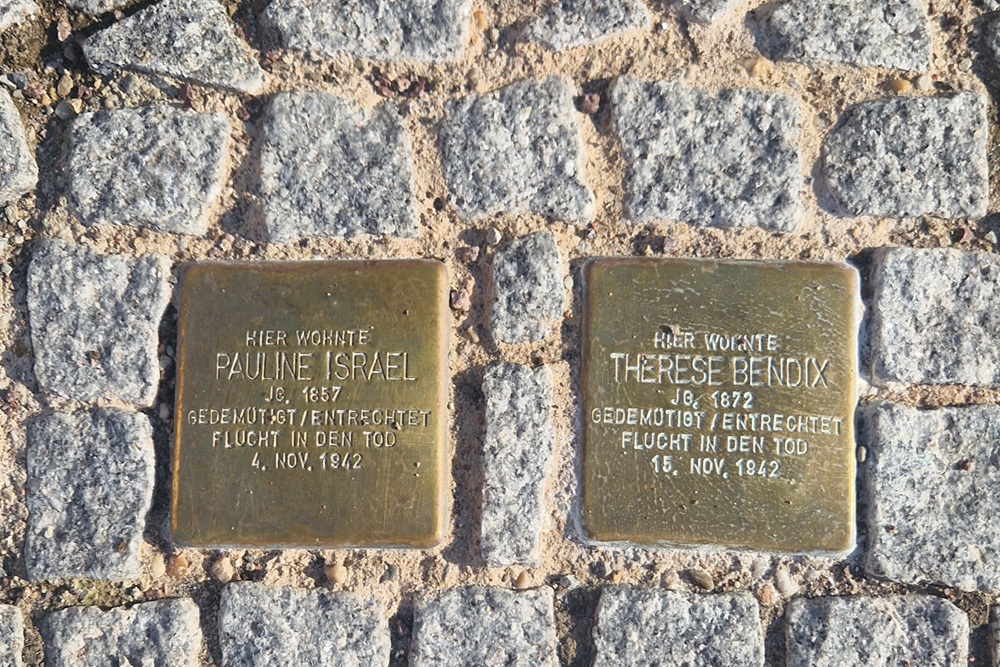 HIER WOHNTE
PAULINE ISRAEL
JG. 1857
GEDEMÜTIGT/ENTRECHTET
FLUCHT IN DEN TOD
4. NOV. 1942
HIER WOHNTE
THERESE BENDIX
JG. 1872
GEDEMÜTIGT/ENTRECHTET
FLUCHT IN DEN TOD
15. NOV. 1942